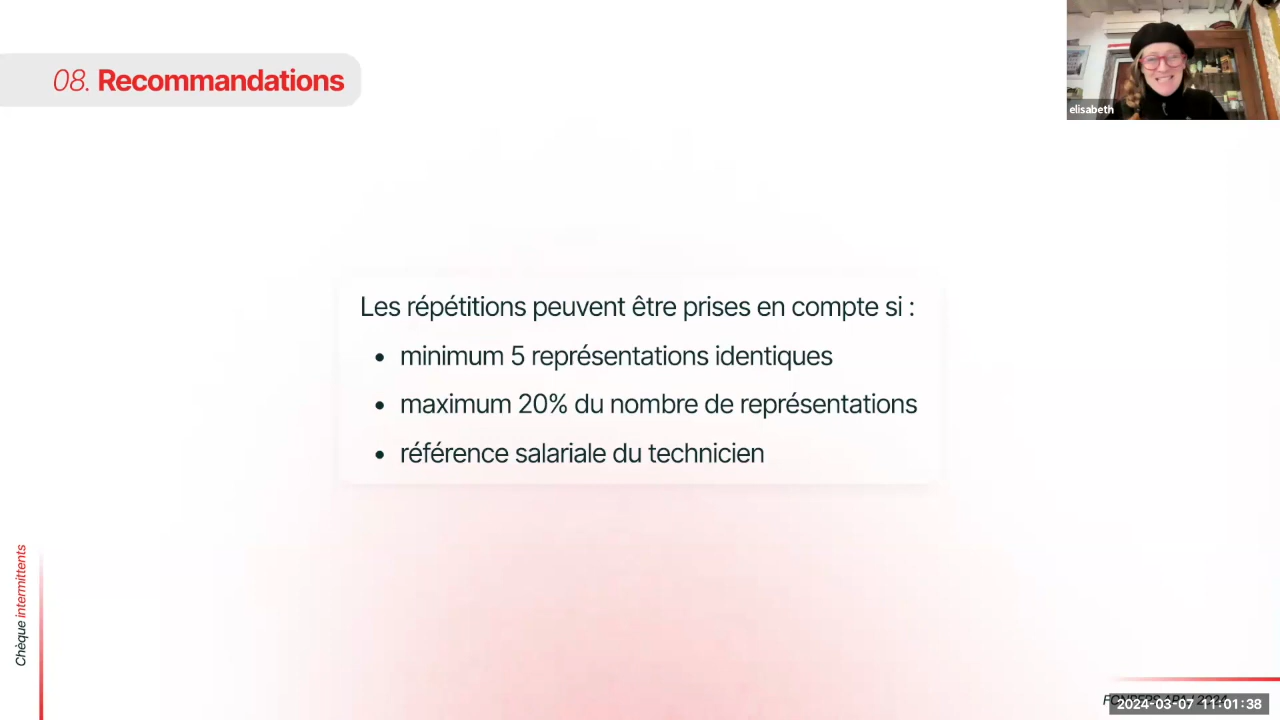 08. Recommandations
elisabeth
Les répétitions peuvent être prises en compte si :
• minimum 5 représentations identiques
• maximum 20% du nombre de représentations
• référence salariale du technicien
Chèque intermittents
2024-03-07 11:01:38